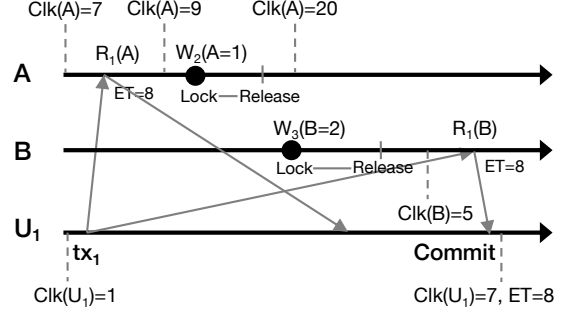 Clk(A)=7 Clk(A)=9 Clk(A)=20
R₁(A) W₂(A=1)
A
ET=8 Lock Release
W₃(B=2) R₁(B)
B
Lock Release ET=8
Clk(B)=5
U₁
tx₁ Commit
Clk(U₁)=1 Clk(U₁)=7, ET=8